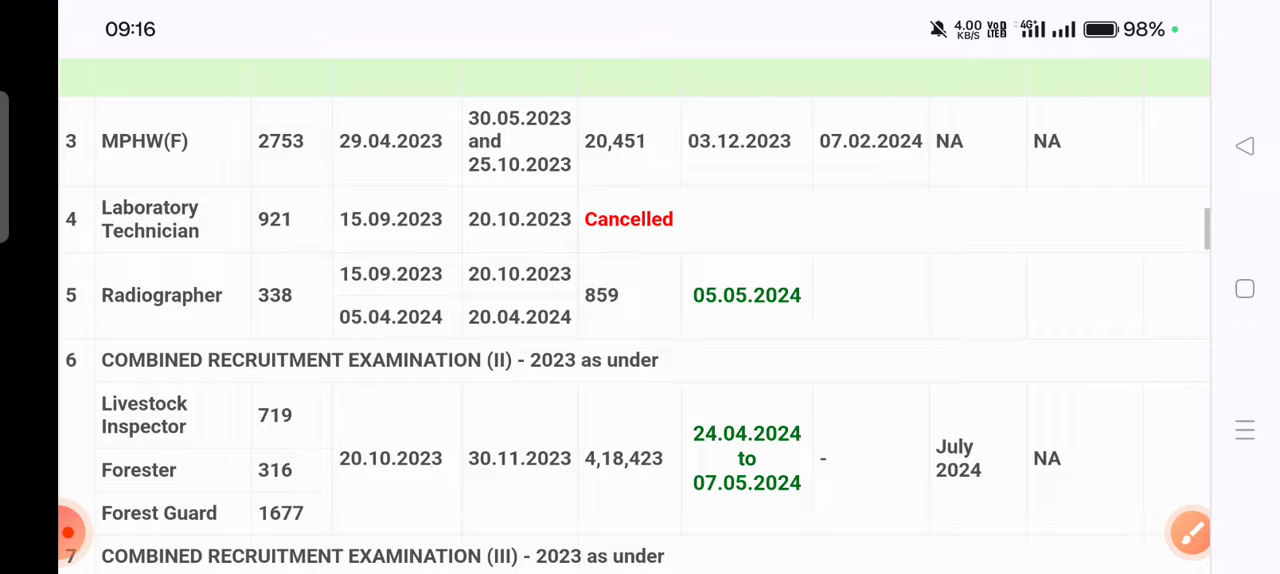 09:16
4.00 KB/S VoD LTE 4G+ 98%
3 MPHW(F) 2753 29.04.2023 30.05.2023 and 25.10.2023 20,451 03.12.2023 07.02.2024 NA NA
4 Laboratory Technician 921 15.09.2023 20.10.2023 Cancelled
5 Radiographer 338 15.09.2023 20.10.2023 859 05.05.2024
05.04.2024 20.04.2024
6 COMBINED RECRUITMENT EXAMINATION (II) - 2023 as under
Livestock Inspector 719
Forester 316 20.10.2023 30.11.2023 4,18,423 24.04.2024 to 07.05.2024 - July 2024 NA
Forest Guard 1677
7 COMBINED RECRUITMENT EXAMINATION (III) - 2023 as under